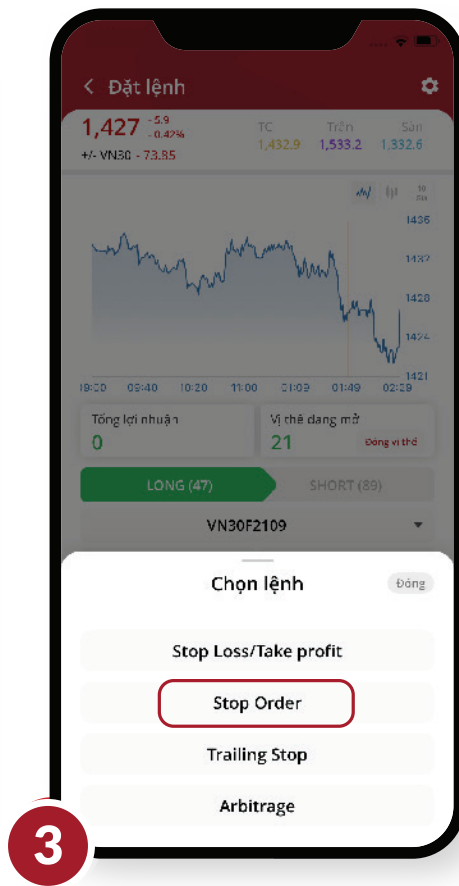 Đặt lệnh
1,427 - 5.9
- 0.42%
+/- VN30 - 73.85
TC Trần Sàn
1,432.9 1,533.2 1,332.6
1436
1432
1428
1424
1421
09:40 10:20 11:00 01:09 01:49 02:29
Tổng lợi nhuận
0
Vị thế đang mở
21 Đóng vị thế
LONG (47) SHORT (89)
VN30F2109
Chọn lệnh Đóng
Stop Loss/Take profit
Stop Order
Trailing Stop
Arbitrage
3